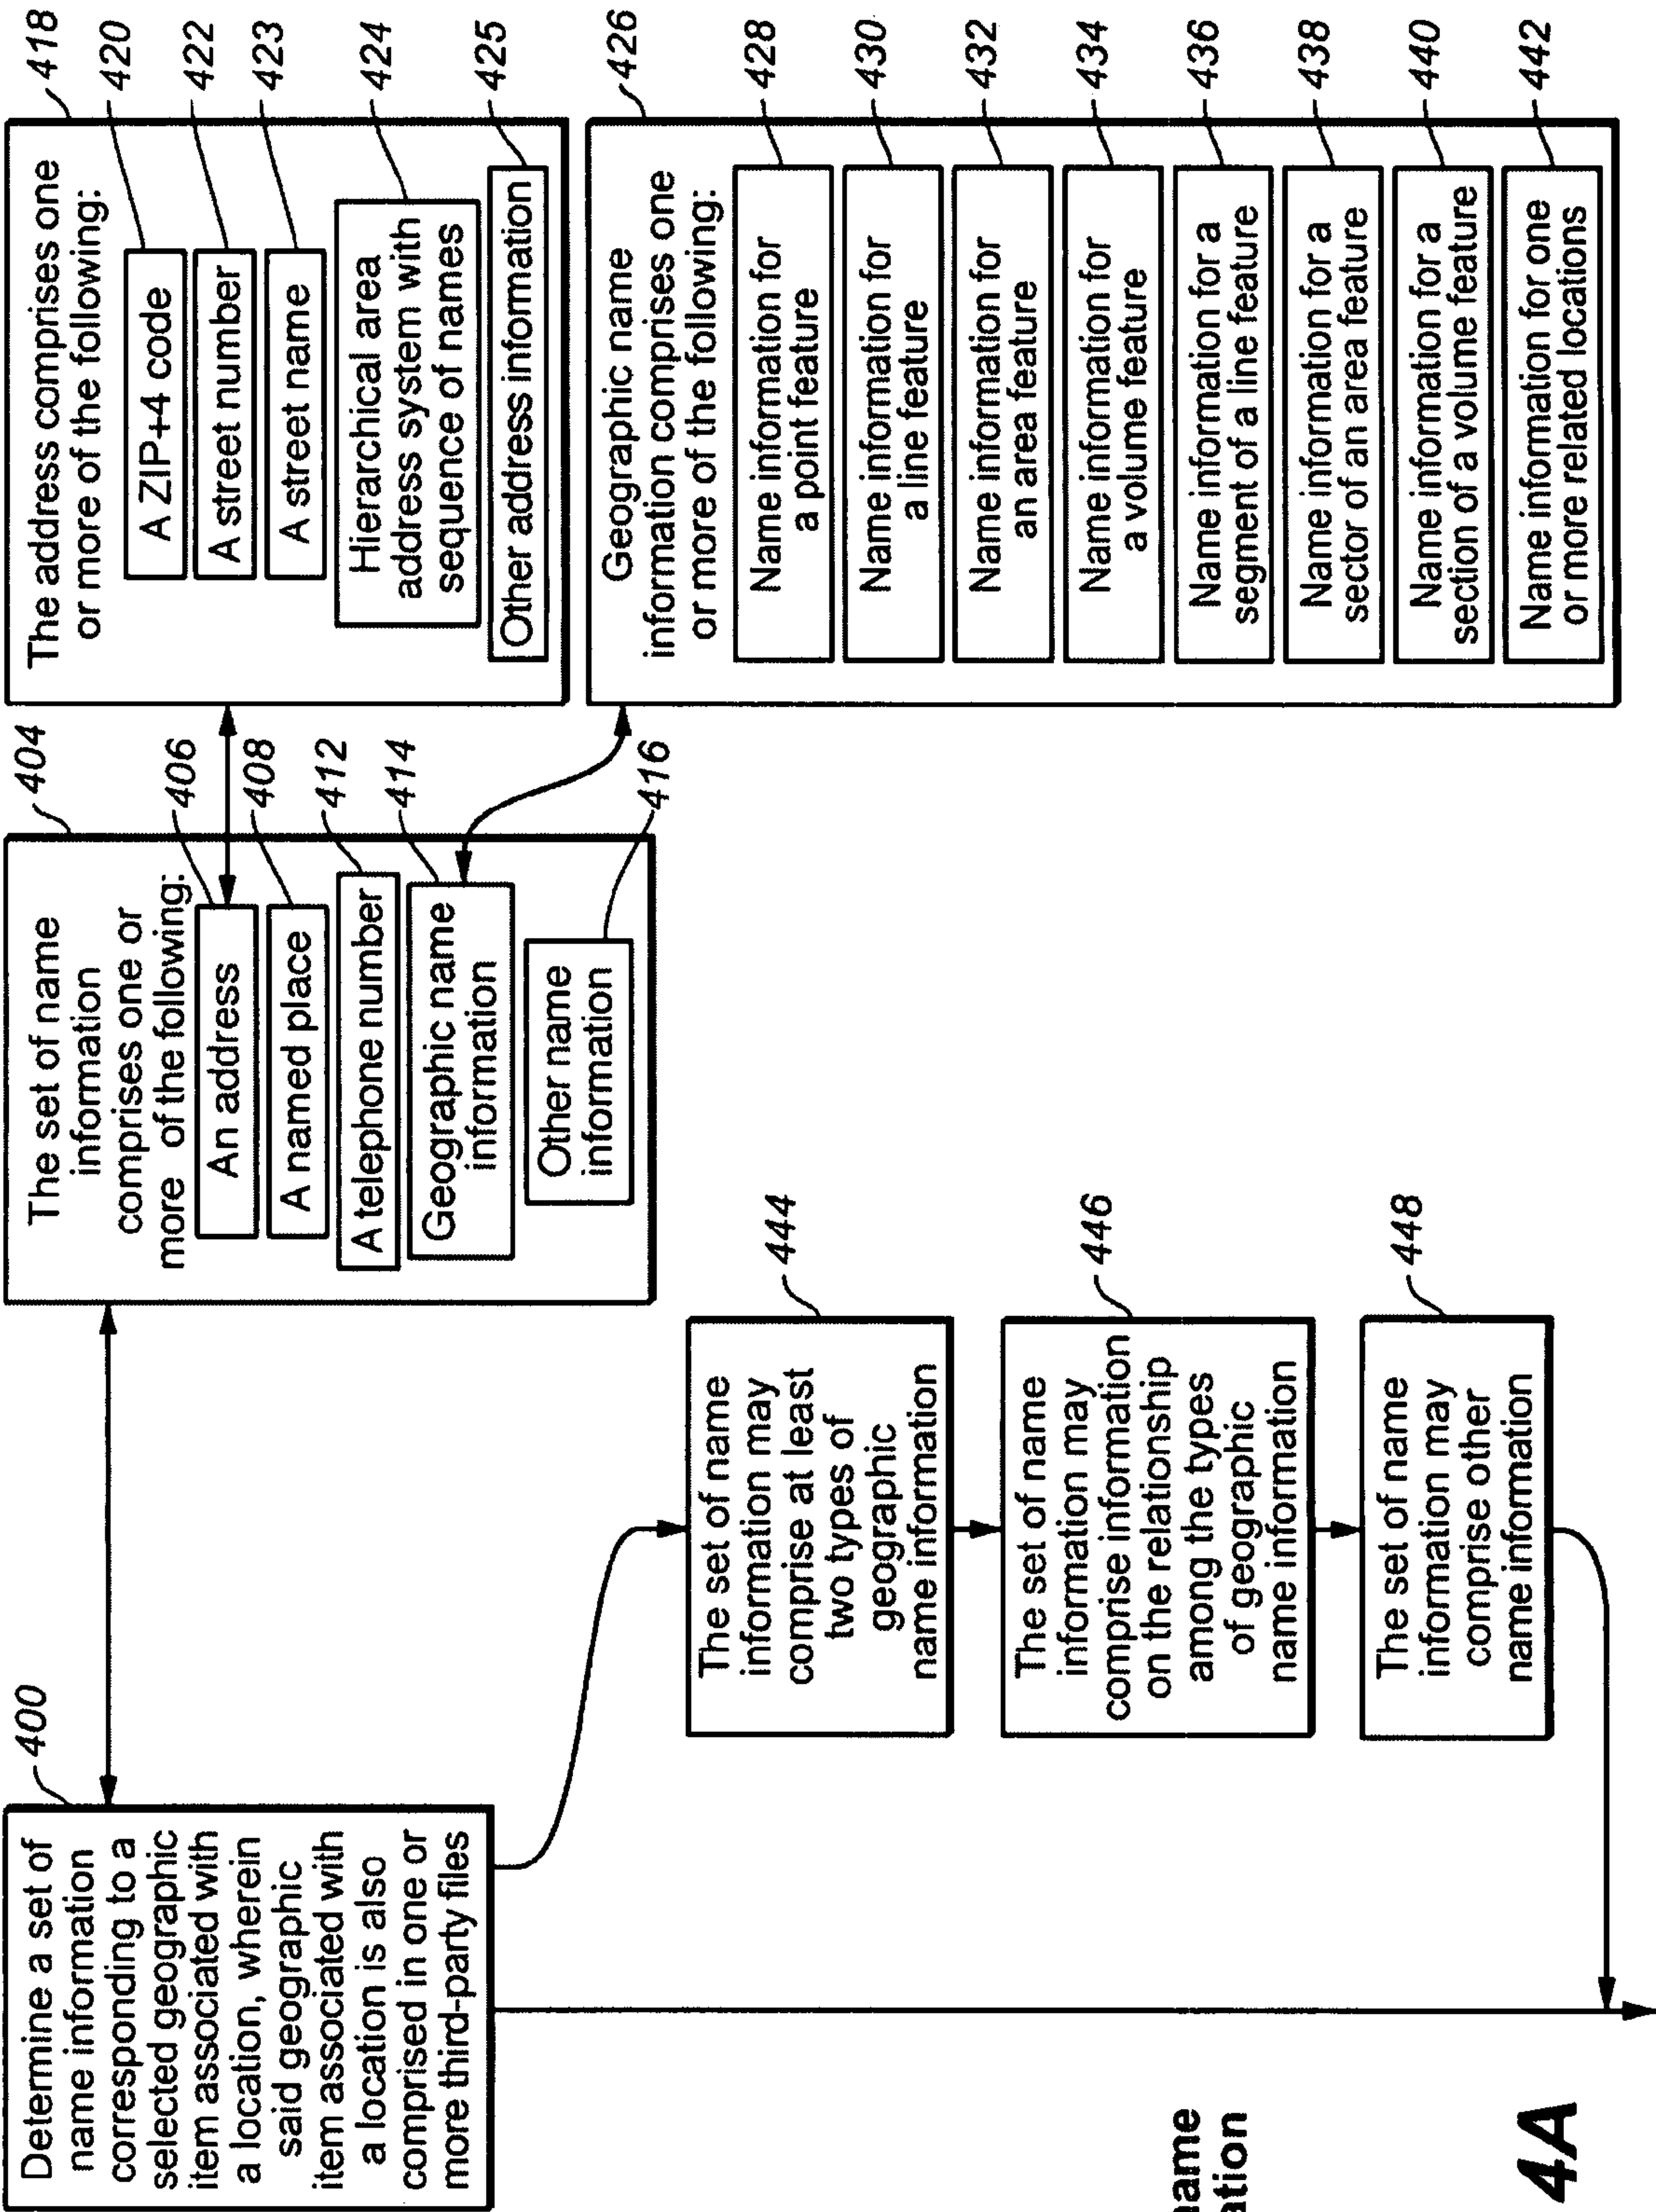 Determine a set of
name information
corresponding to a
selected geographic
item associated with
a location, wherein
said geographic
item associated with
a location is also
comprised in one or
more third-party files
400
The set of name
information
comprises one or
more of the following:
404
An address
406
A named place
408
A telephone number
412
Geographic name
information
414
Other name
information
416
The address comprises one
or more of the following:
418
A ZIP+4 code
420
A street number
422
A street name
423
Hierarchical area
address system with
sequence of names
424
Other address information
425
Geographic name
information comprises one
or more of the following:
426
Name information for
a point feature
428
Name information for
a line feature
430
Name information for
an area feature
432
Name information for
a volume feature
434
Name information for a
segment of a line feature
436
Name information for a
sector of an area feature
438
Name information for a
section of a volume feature
440
Name information for one
or more related locations
442
The set of name
information may
comprise at least
two types of
geographic
name information
444
The set of name
information may
comprise information
on the relationship
among the types
of geographic
name information
446
The set of name
information may
comprise other
name information
448
name
4A